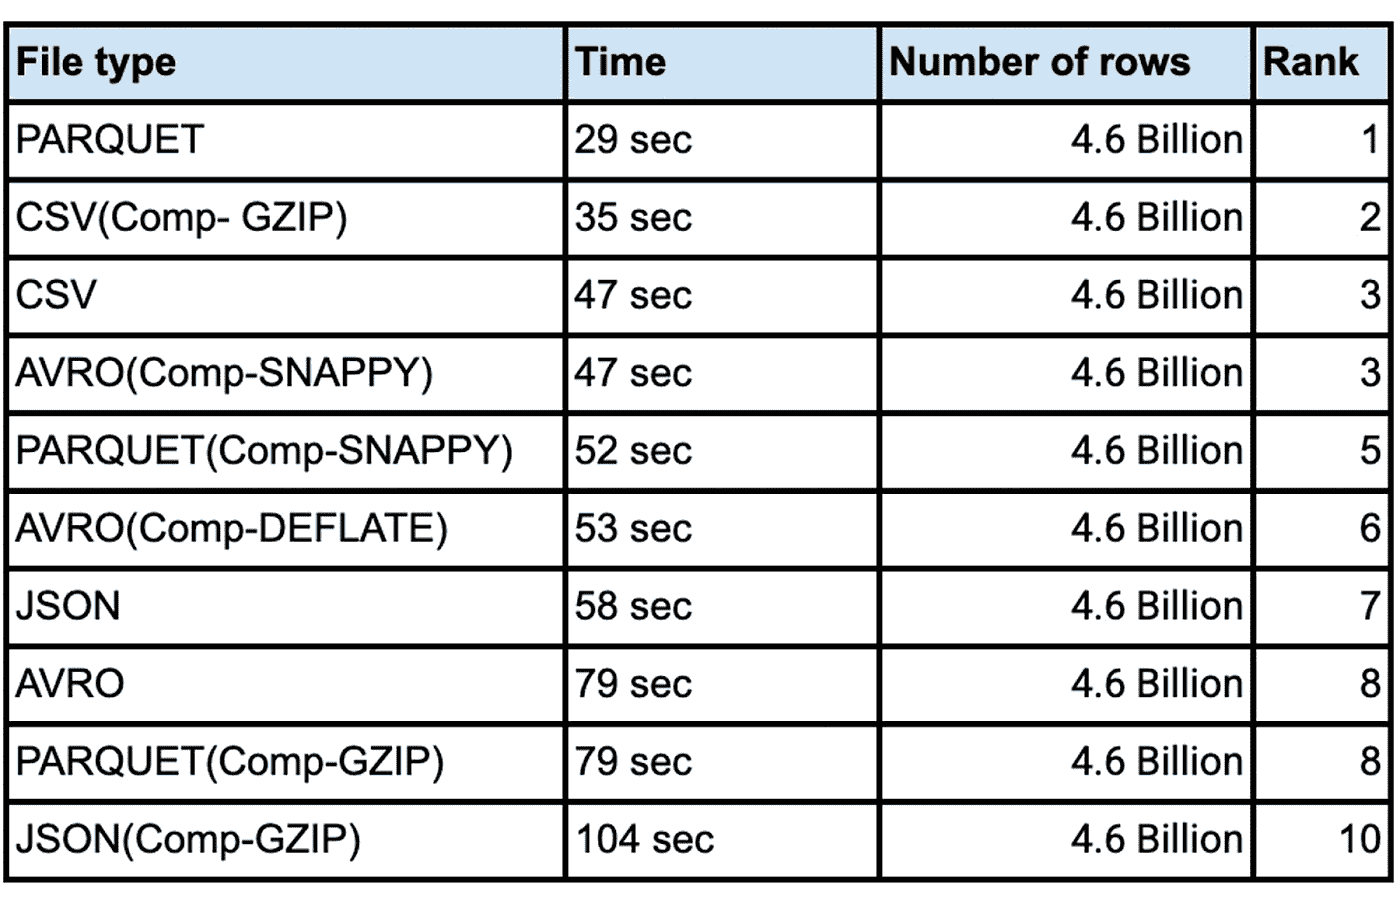 File type Time Number of rows Rank
PARQUET 29 sec 4.6 Billion 1
CSV(Comp- GZIP) 35 sec 4.6 Billion 2
CSV 47 sec 4.6 Billion 3
AVRO(Comp-SNAPPY) 47 sec 4.6 Billion 3
PARQUET(Comp-SNAPPY) 52 sec 4.6 Billion 5
AVRO(Comp-DEFLATE) 53 sec 4.6 Billion 6
JSON 58 sec 4.6 Billion 7
AVRO 79 sec 4.6 Billion 8
PARQUET(Comp-GZIP) 79 sec 4.6 Billion 8
JSON(Comp-GZIP) 104 sec 4.6 Billion 10